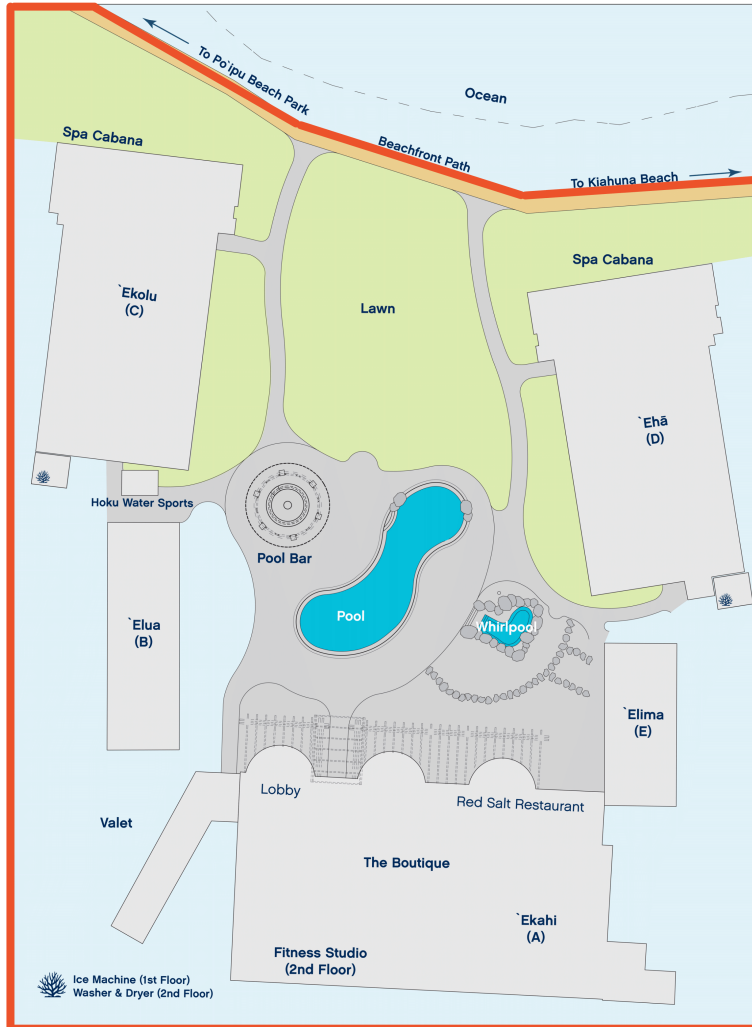 To Po`ipu Beach Park
Ocean
Beachfront Path
To Kiahuna Beach
Spa Cabana
Spa Cabana
`Ekolu
(C)
Lawn
`Ehā
(D)
Hoku Water Sports
Pool Bar
Pool
Whirlpool
`Elua
(B)
`Elima
(E)
Lobby
Red Salt Restaurant
Valet
The Boutique
`Ekahi
(A)
Fitness Studio
(2nd Floor)
Ice Machine (1st Floor)
Washer & Dryer (2nd Floor)